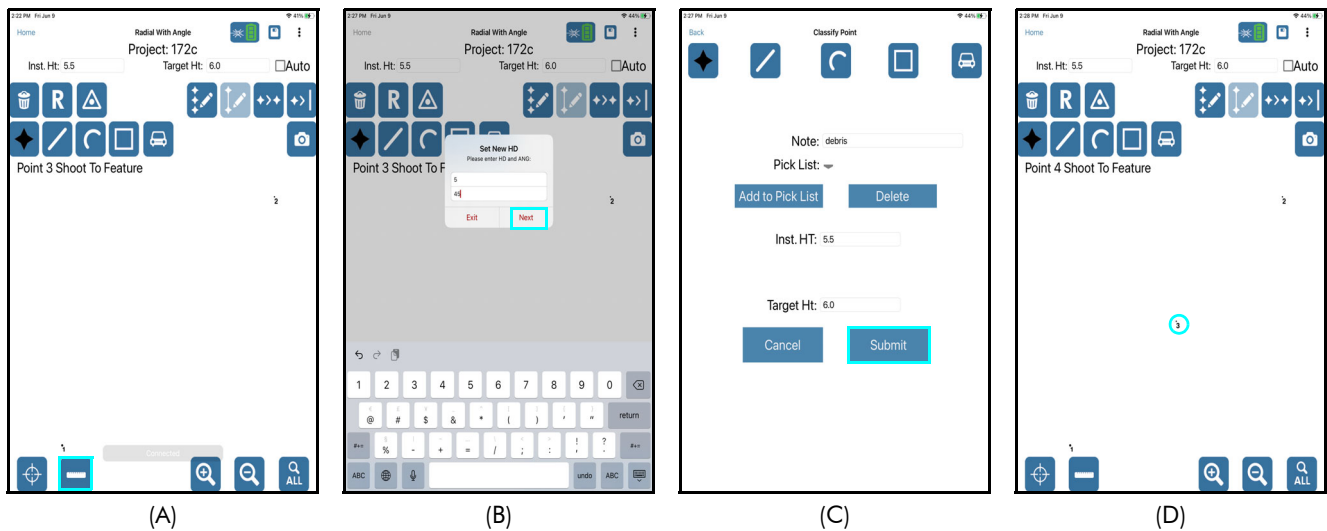 2:22 PM Fri Jun 9
41%
Home
Radial With Angle
Project: 172c
Inst. Ht: 5.5
Target Ht: 6.0
Auto
R
Point 3 Shoot To Feature
2
1
Connected
ALL
(A)
2:27 PM Fri Jun 9
44%
Home
Radial With Angle
Project: 172c
Inst. Ht: 5.5
Target Ht: 6.0
Auto
R
Point 3 Shoot To F
Set New HD
Please enter HD and ANG:
5
45
Exit
Next
2
1 2 3 4 5 6 7 8 9 0
@ # $ & * ( ) ' " return
#+= % - + = / ; : ! , ? . #+=
ABC undo ABC
(B)
2:27 PM Fri Jun 9
44%
Back
Classify Point
Note: debris
Pick List:
Add to Pick List
Delete
Inst. HT: 5.5
Target Ht: 6.0
Cancel
Submit
(C)
2:28 PM Fri Jun 9
44%
Home
Radial With Angle
Project: 172c
Inst. Ht: 5.5
Target Ht: 6.0
Auto
R
Point 4 Shoot To Feature
2
3
1
ALL
(D)